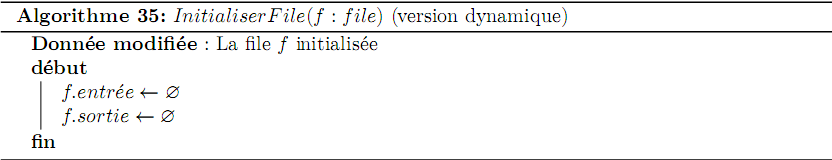 Algorithme 35: InitialiserFile(f : file) (version dynamique)
Donnée modifiée : La file f initialisée
début
f.entrée ← ∅
f.sortie ← ∅
fin